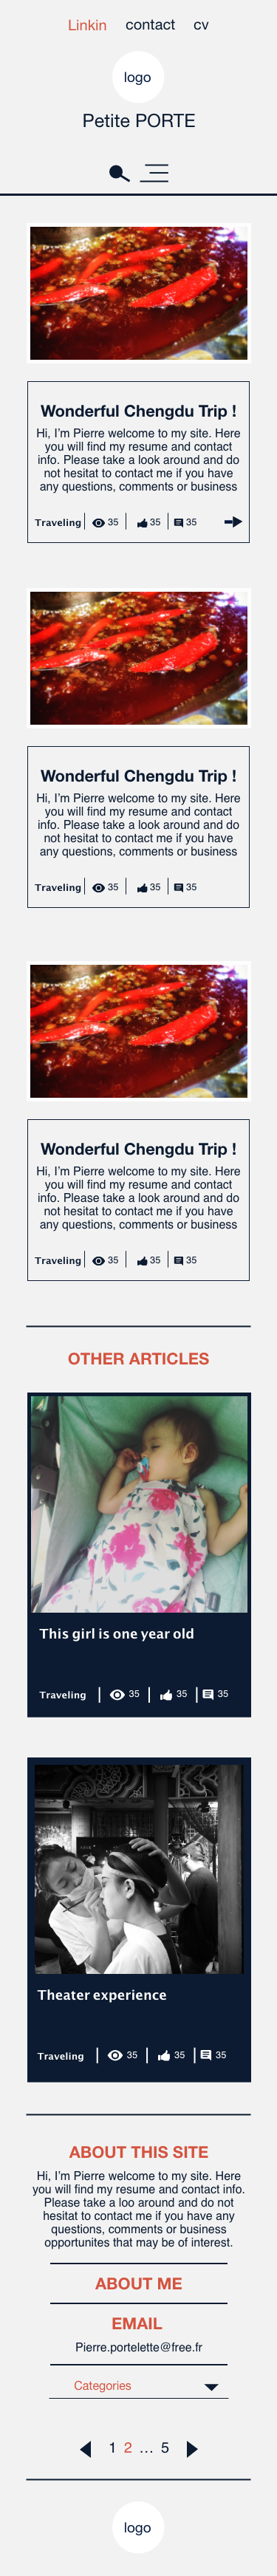 Linkin contact cv
logo
Petite PORTE
Wonderful Chengdu Trip !
Hi, I'm Pierre welcome to my site. Here
you will find my resume and contact
info. Please take a look around and do
not hesitat to contact me if you have
any questions, comments or business
Traveling 35 35 35
Wonderful Chengdu Trip !
Hi, I'm Pierre welcome to my site. Here
you will find my resume and contact
info. Please take a look around and do
not hesitat to contact me if you have
any questions, comments or business
Traveling 35 35 35
Wonderful Chengdu Trip !
Hi, I'm Pierre welcome to my site. Here
you will find my resume and contact
info. Please take a look around and do
not hesitat to contact me if you have
any questions, comments or business
Traveling 35 35 35
OTHER ARTICLES
This girl is one year old
Traveling 35 35 35
Theater experience
Traveling 35 35 35
ABOUT THIS SITE
Hi, I'm Pierre welcome to my site. Here
you will find my resume and contact info.
Please take a loo around and do not
hesitat to contact me if you have any
questions, comments or business
opportunites that may be of interest.
ABOUT ME
EMAIL
Pierre.portelette@free.fr
Categories
1 2 ... 5
logo